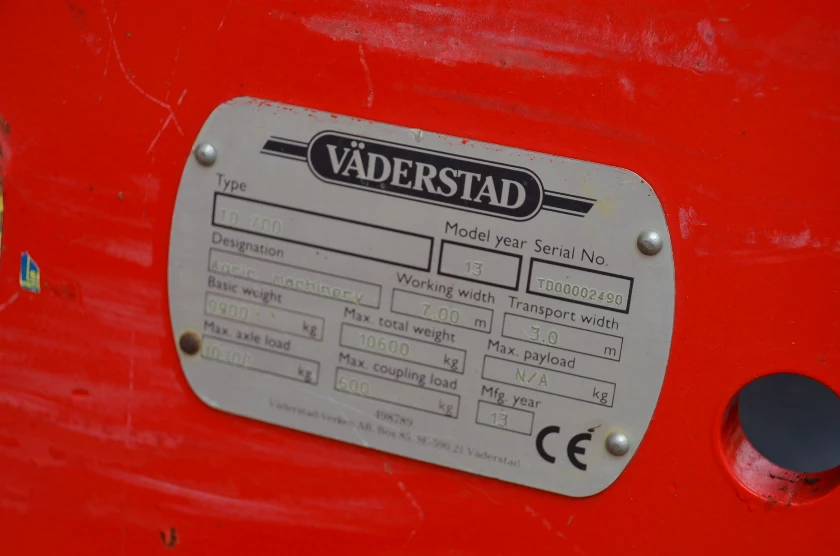 VÄDERSTAD
Type
TD 700
Model year Serial No.
13 TD00002490
Designation
Agric. machinery
Working width Transport width
7.00 m 3.0 m
Basic weight
9900 kg
Max. total weight
10600 kg
Max. payload
N/A kg
Max. axle load
kg
Max. coupling load
500 kg
Mfg. year
13
CE
498789
Väderstad-Verken AB, Box 85, SE-590 21 Väderstad